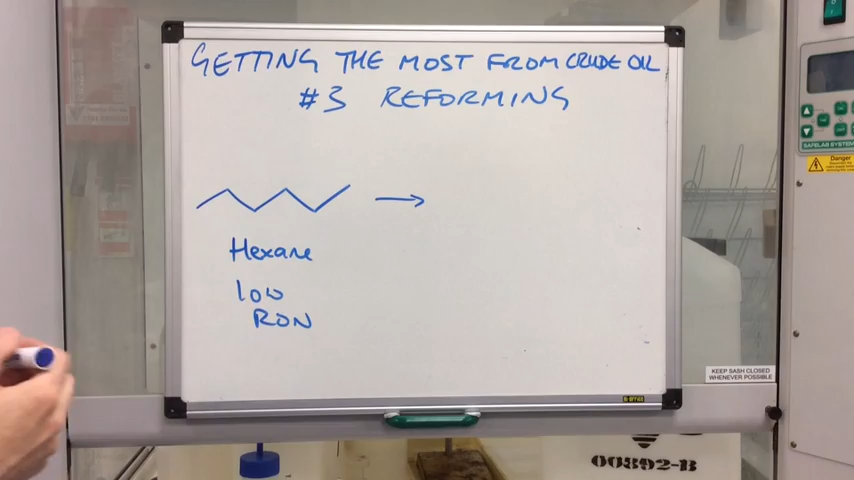 GETTING THE MOST FROM CRUDE OIL
#3 REFORMING
Hexane
low
RON
SAFELAB SYSTEM
Danger
KEEP SASH CLOSED
WHENEVER POSSIBLE
00892-B